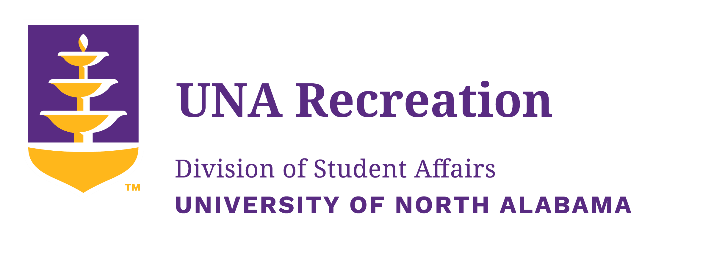 UNA Recreation
Division of Student Affairs
UNIVERSITY OF NORTH ALABAMA
TM